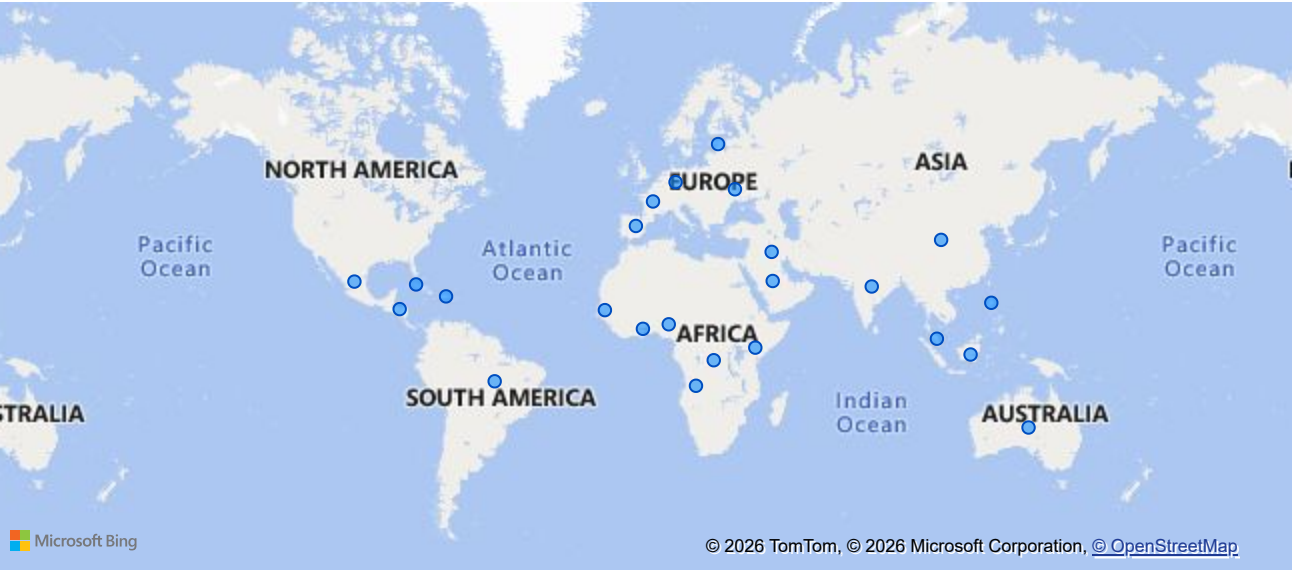 NORTH AMERICA
EUROPE
ASIA
Pacific
Ocean
Atlantic
Ocean
Pacific
Ocean
AFRICA
SOUTH AMERICA
Indian
Ocean
STRALIA
AUSTRALIA
Microsoft Bing
© 2026 TomTom, © 2026 Microsoft Corporation, © OpenStreetMap